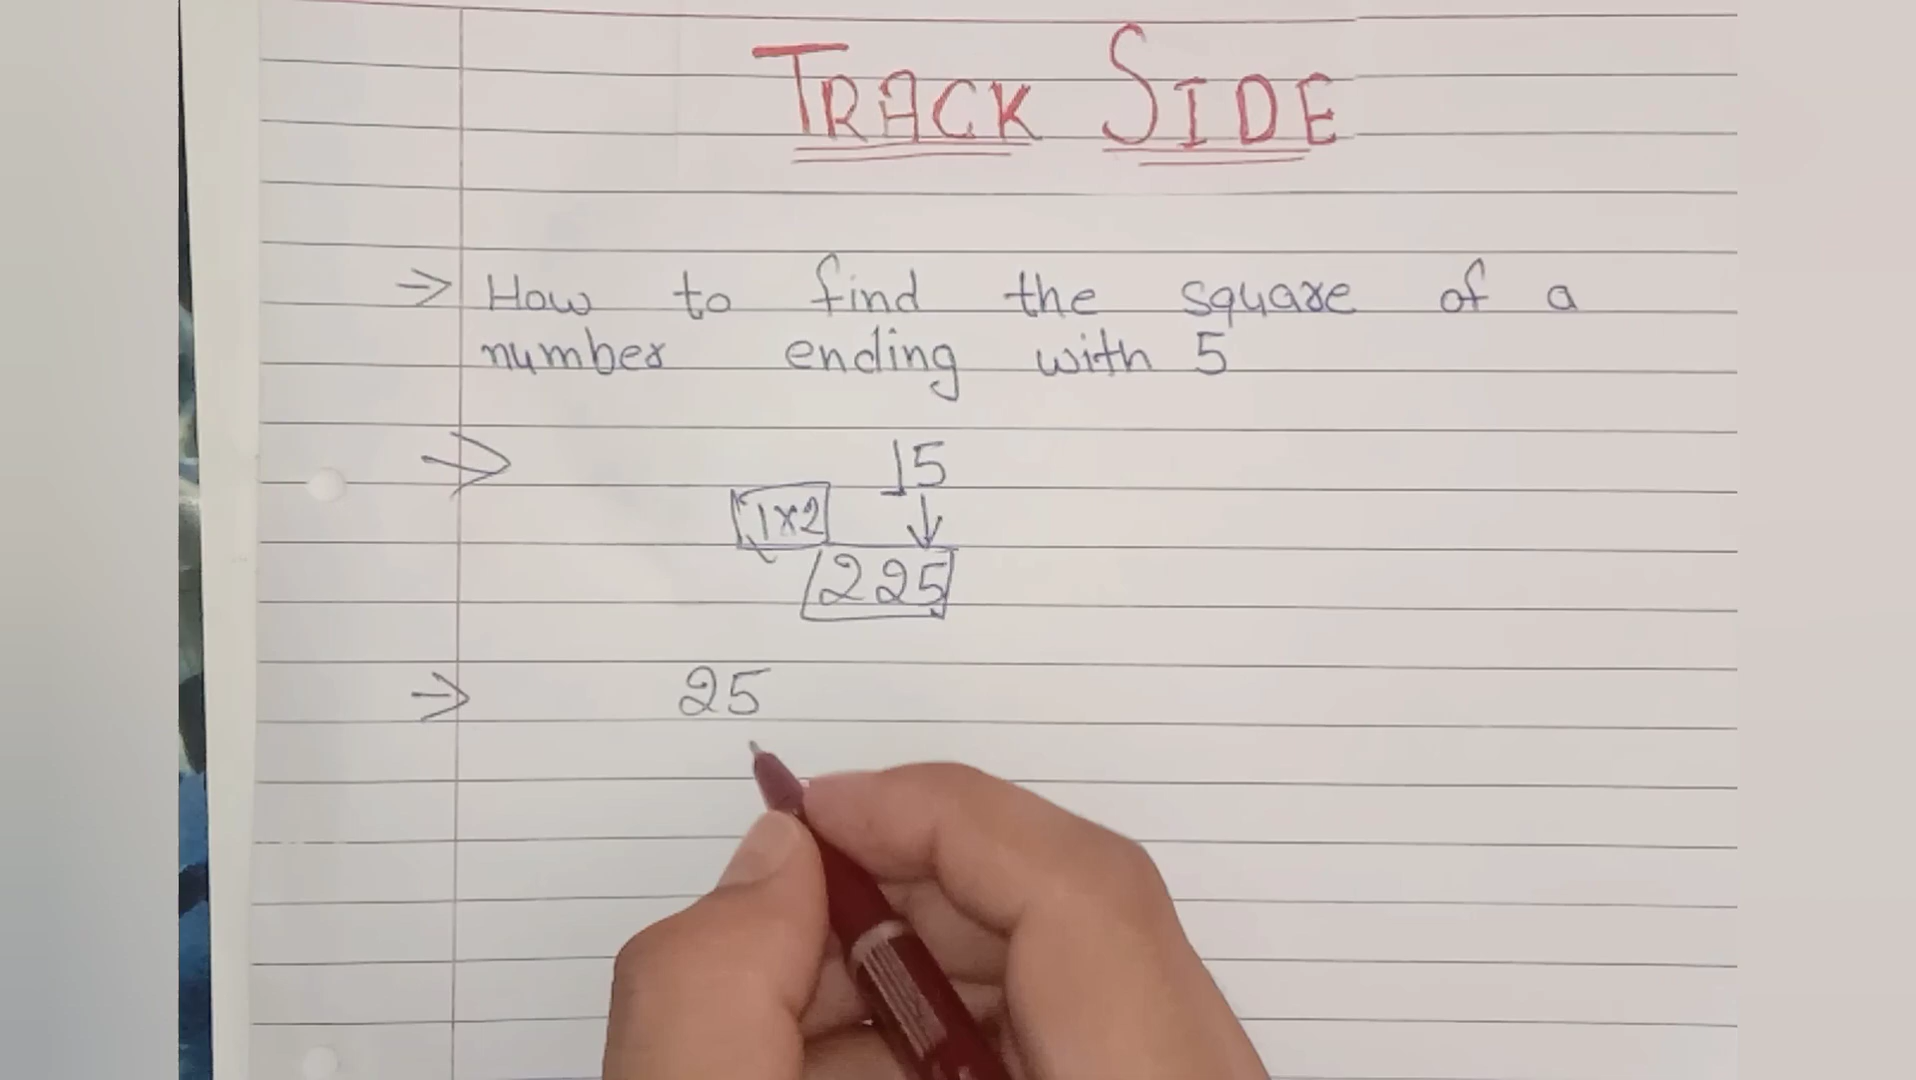 TRACK SIDE
⇒ How to find the square of a
number ending with 5
⇒ 15
1x2 ↓
225
⇒ 25